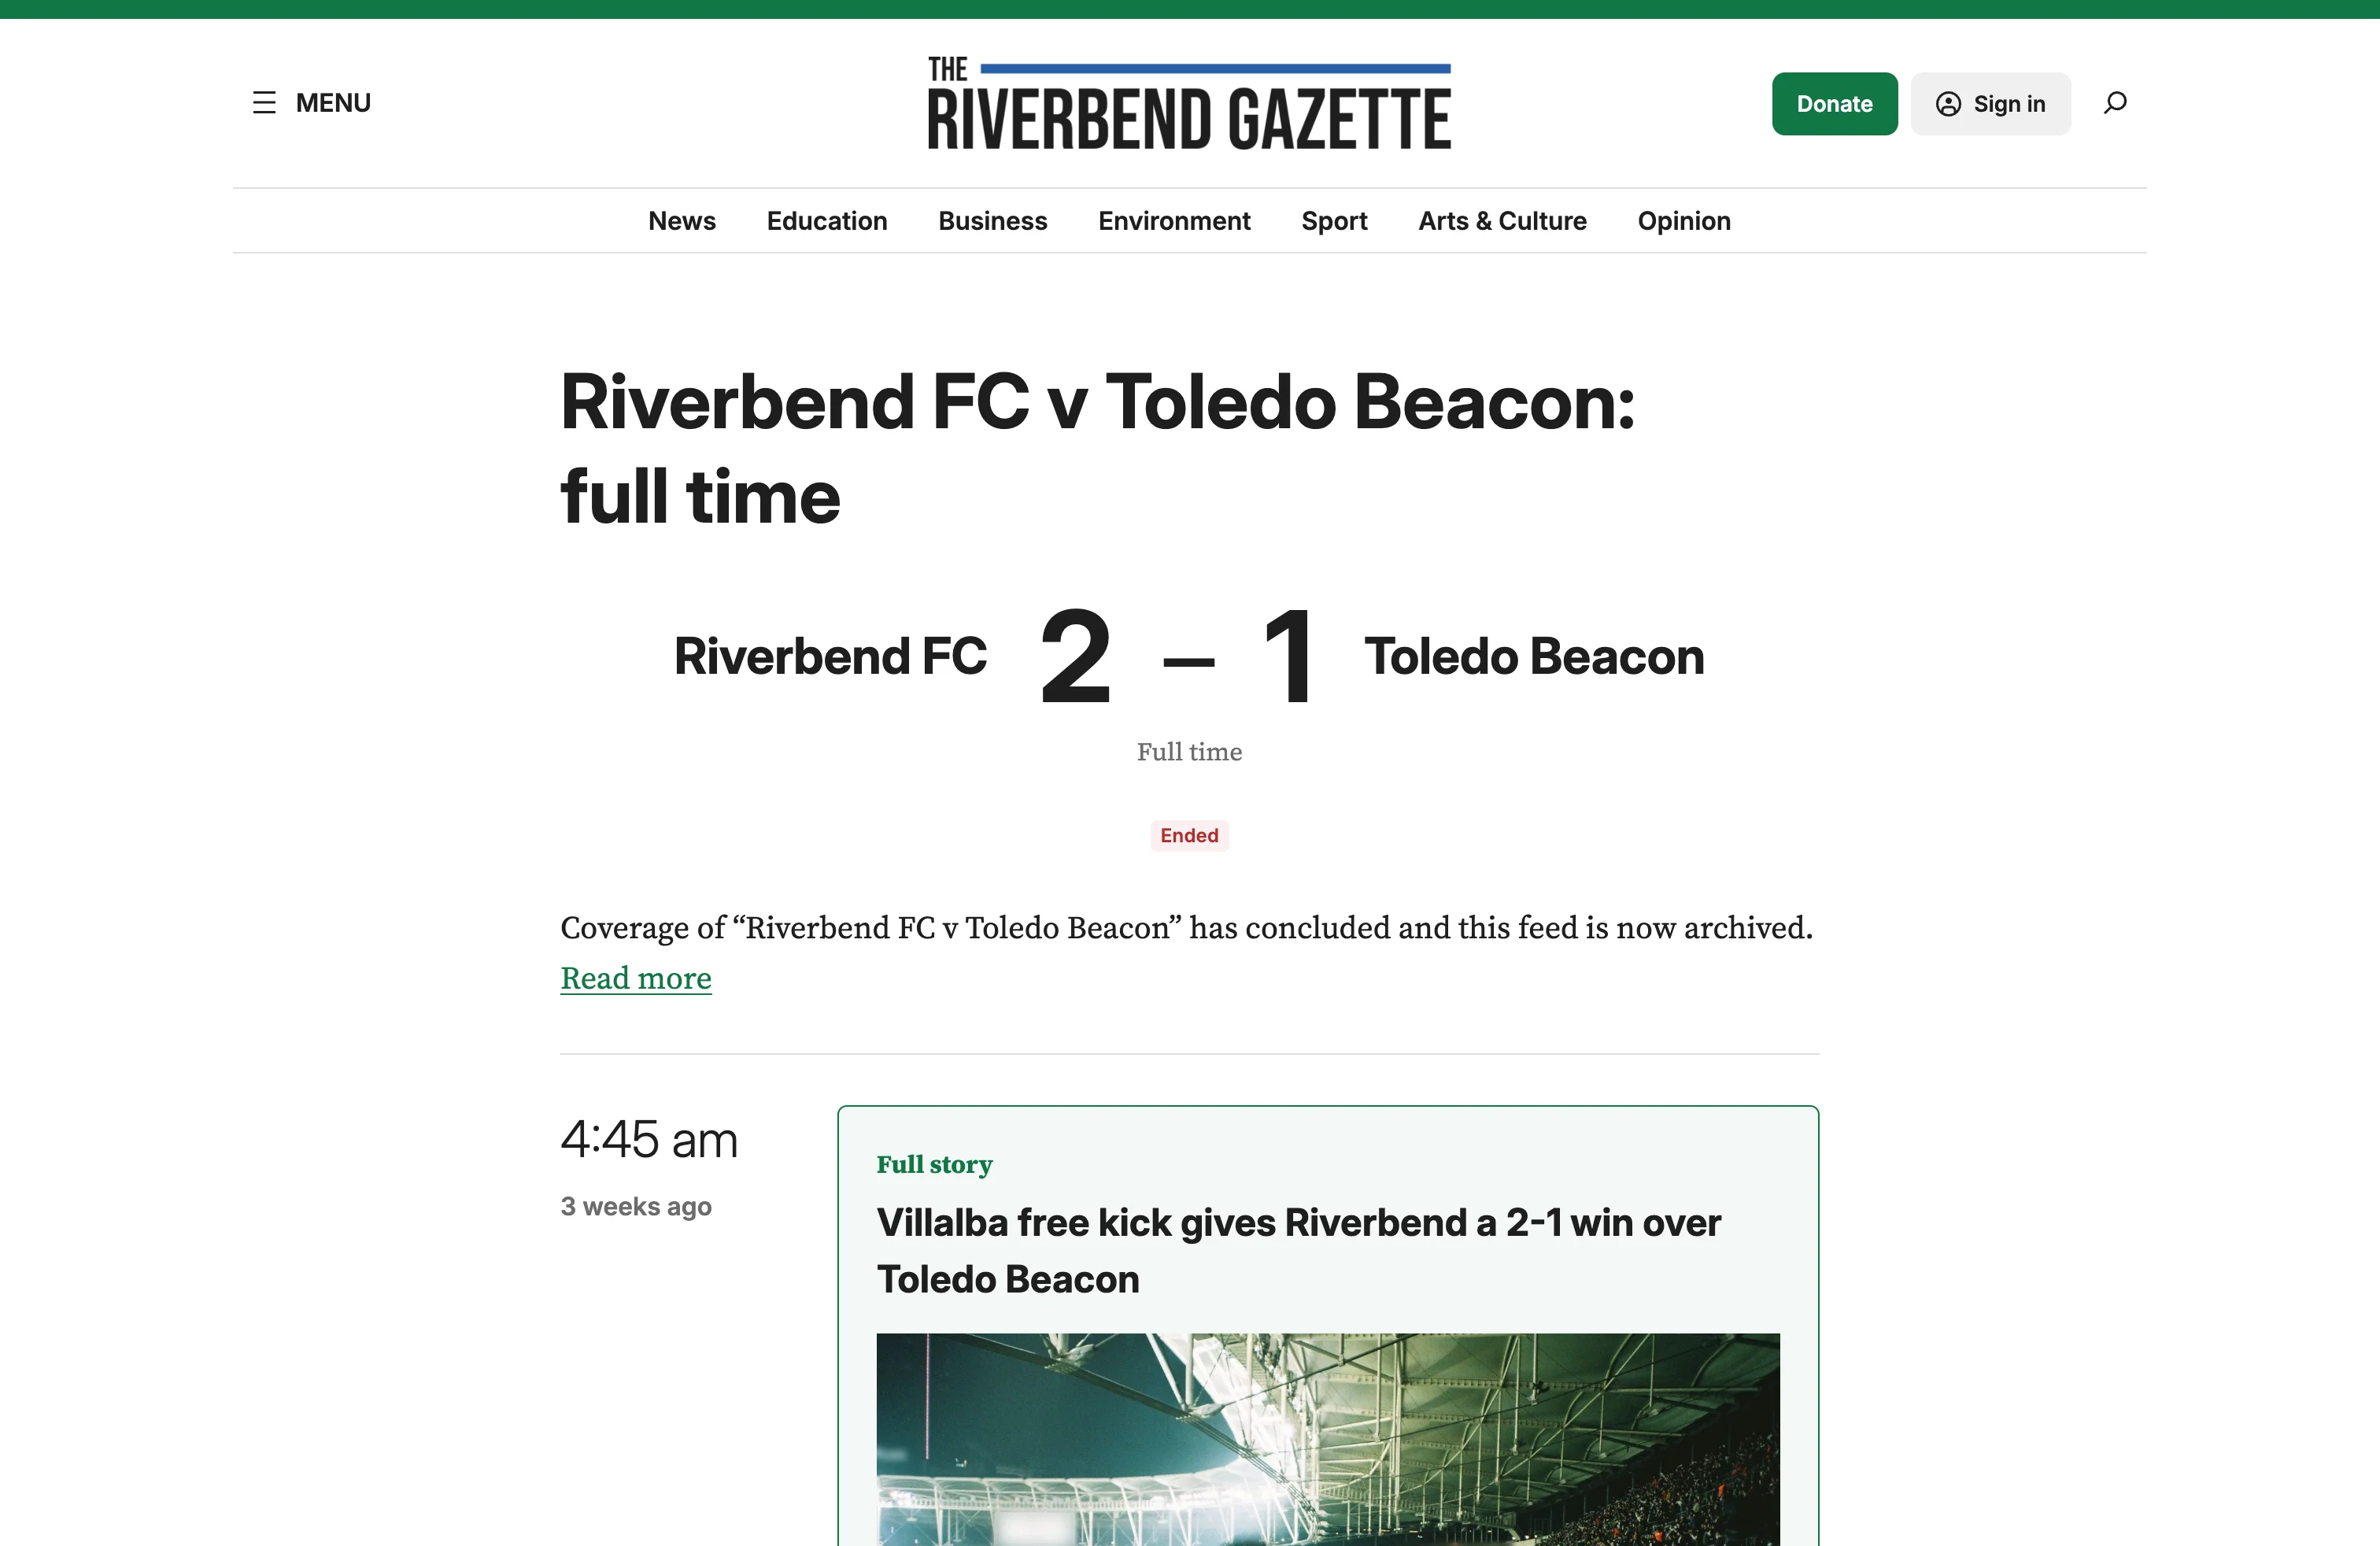 MENU
THE
RIVERBEND GAZETTE
Donate
Sign in
News Education Business Environment Sport Arts & Culture Opinion
Riverbend FC v Toledo Beacon:
full time
Riverbend FC 2 – 1 Toledo Beacon
Full time
Ended
Coverage of “Riverbend FC v Toledo Beacon” has concluded and this feed is now archived.
Read more
4:45 am
3 weeks ago
Full story
Villalba free kick gives Riverbend a 2-1 win over
Toledo Beacon